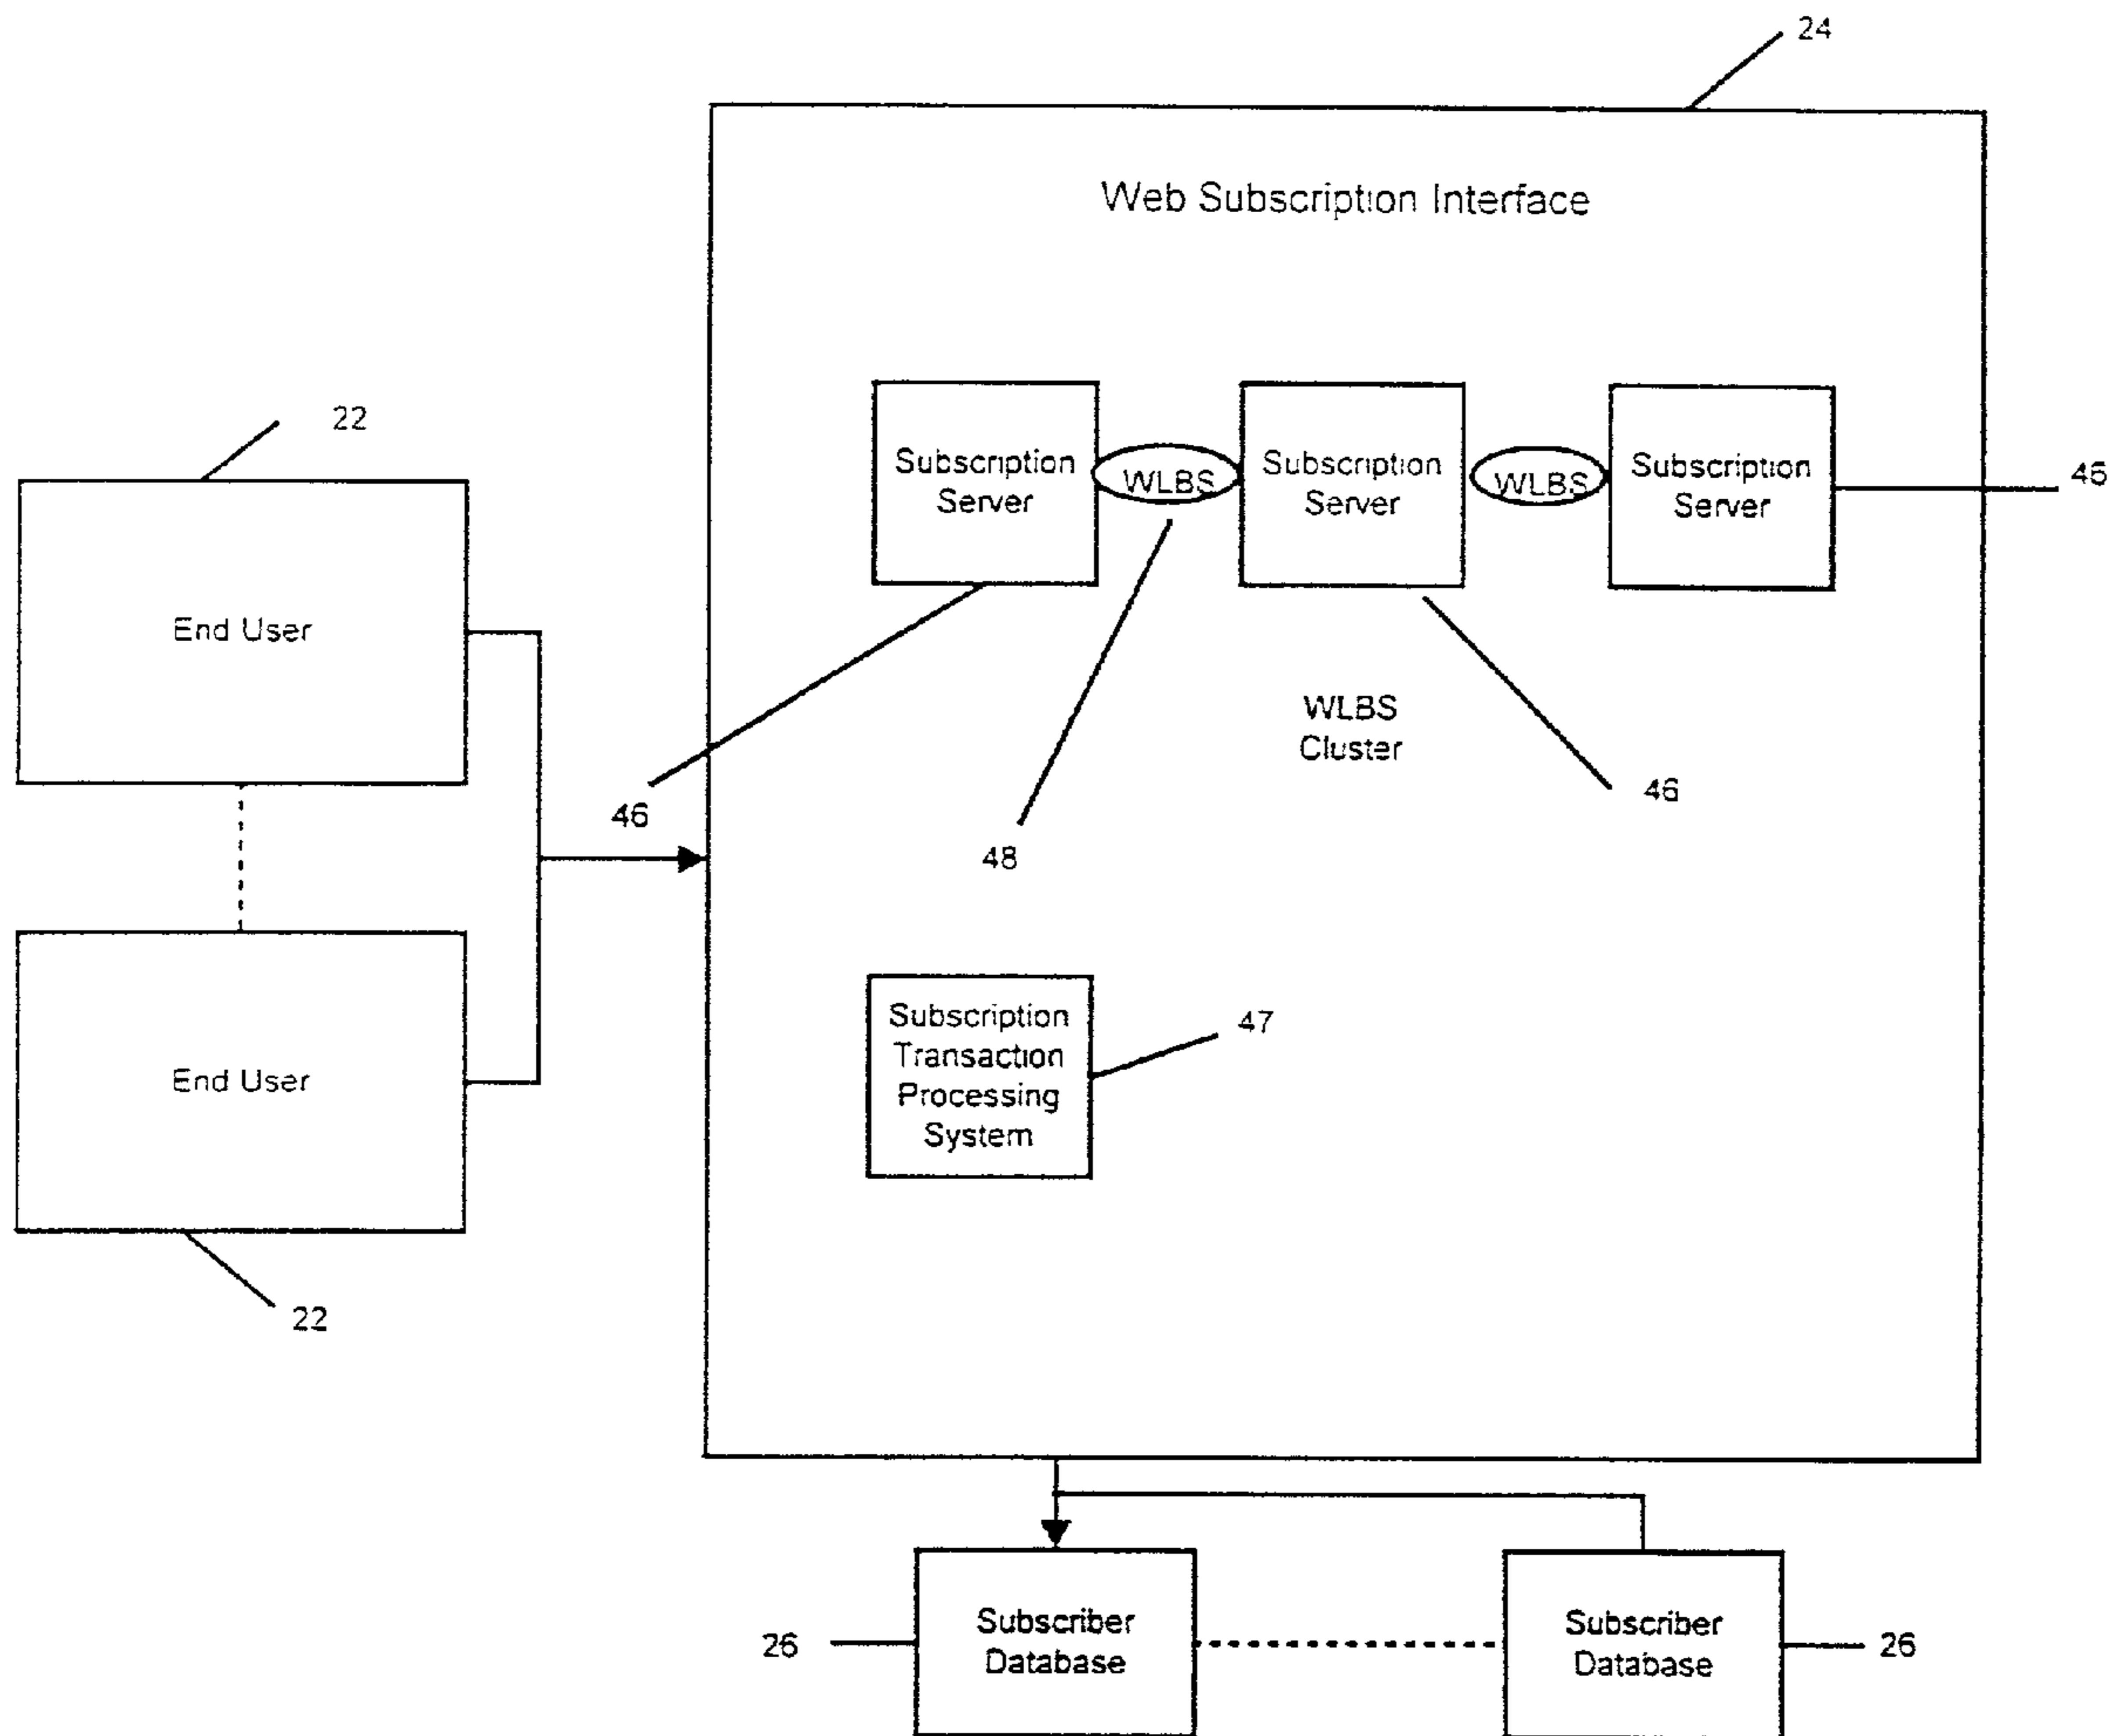 24
Web Subscription Interface
22
Subscription
Server
WLBS
Subscription
Server
WLBS
Subscription
Server
46
End User
WLBS
Cluster
46
48
46
Subscription
Transaction
Processing
System
47
End User
22
26
Subscriber
Database
Subscriber
Database
26